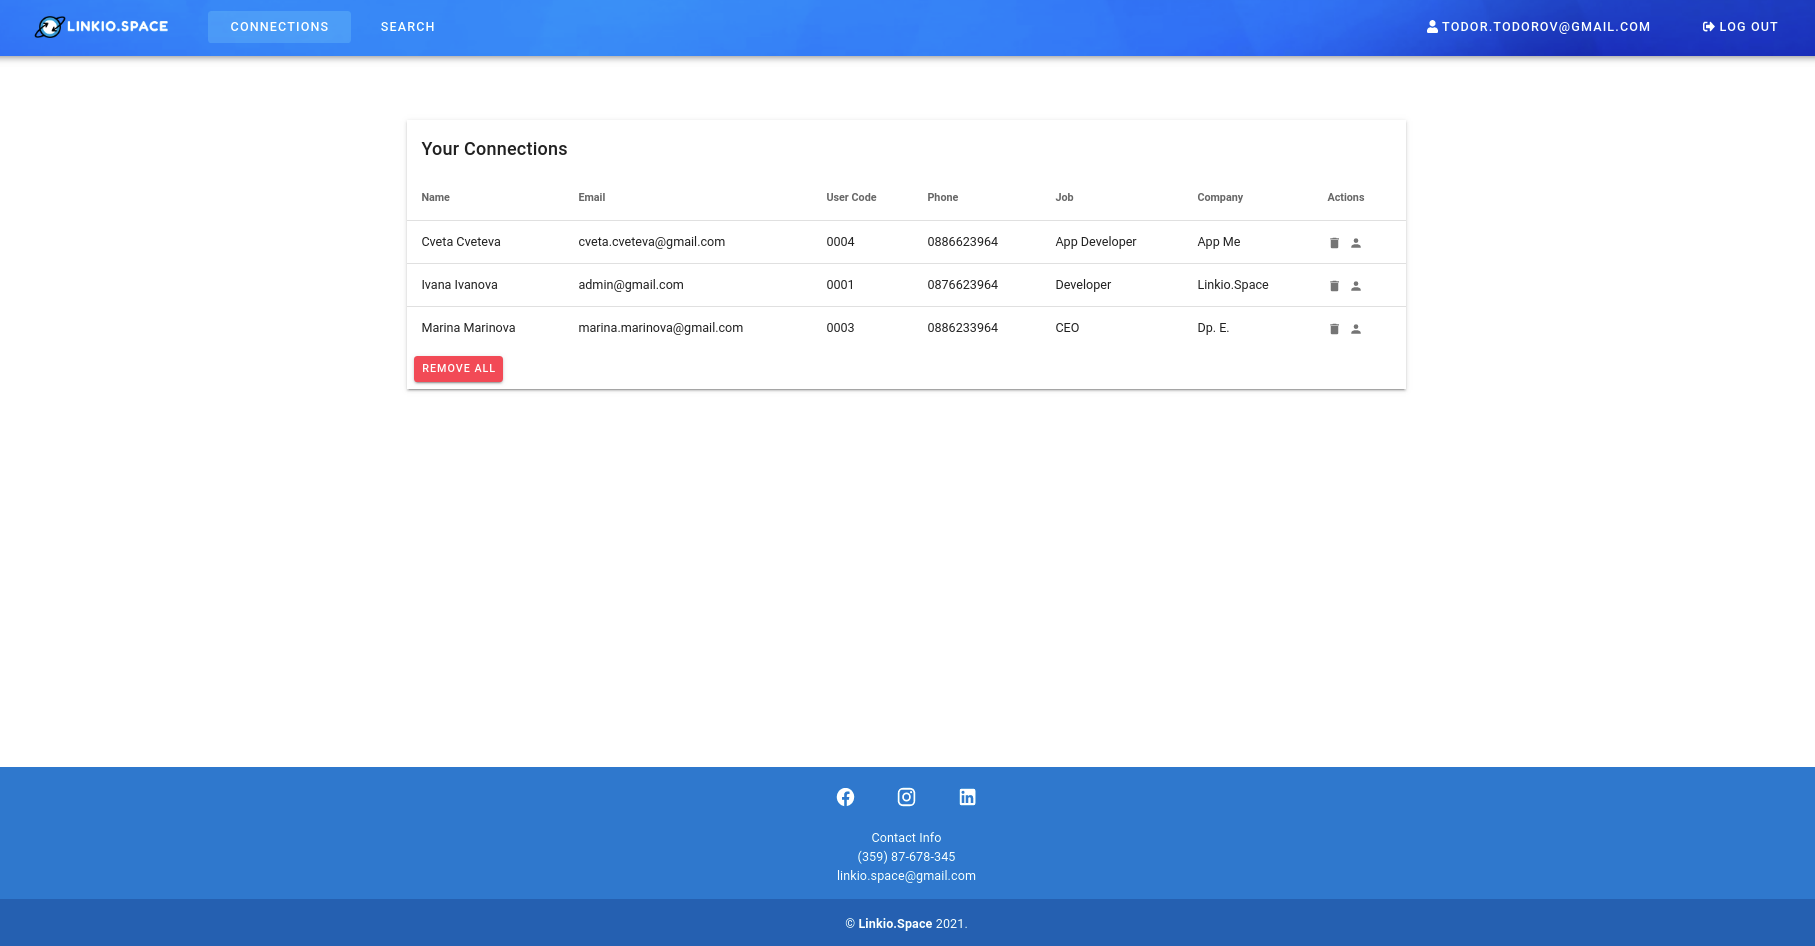 LINKIO.SPACE CONNECTIONS SEARCH TODOR.TODOROV@GMAIL.COM LOG OUT
Your Connections
Name Email User Code Phone Job Company Actions
Cveta Cveteva cveta.cveteva@gmail.com 0004 0886623964 App Developer App Me
Ivana Ivanova admin@gmail.com 0001 0876623964 Developer Linkio.Space
Marina Marinova marina.marinova@gmail.com 0003 0886233964 CEO Dp. E.
REMOVE ALL
Contact Info
(359) 87-678-345
linkio.space@gmail.com
© Linkio.Space 2021.